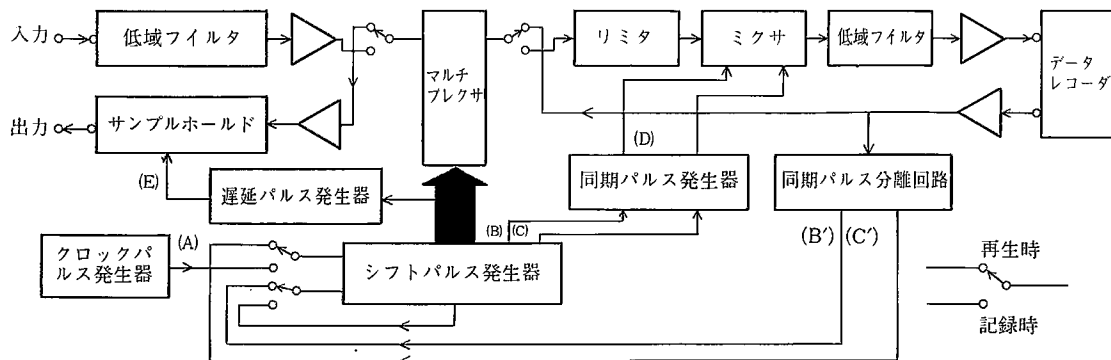 入力
低域フイルタ
マルチ
プレクサ
リミタ
ミクサ
低域フイルタ
データ
レコーダ
出力
サンプルホールド
(E)
遅延パルス発生器
(D)
同期パルス発生器
同期パルス分離回路
(B)
(C)
(B')
(C')
クロックパ
ルス発生器
(A)
シフトパルス発生器
再生時
記録時